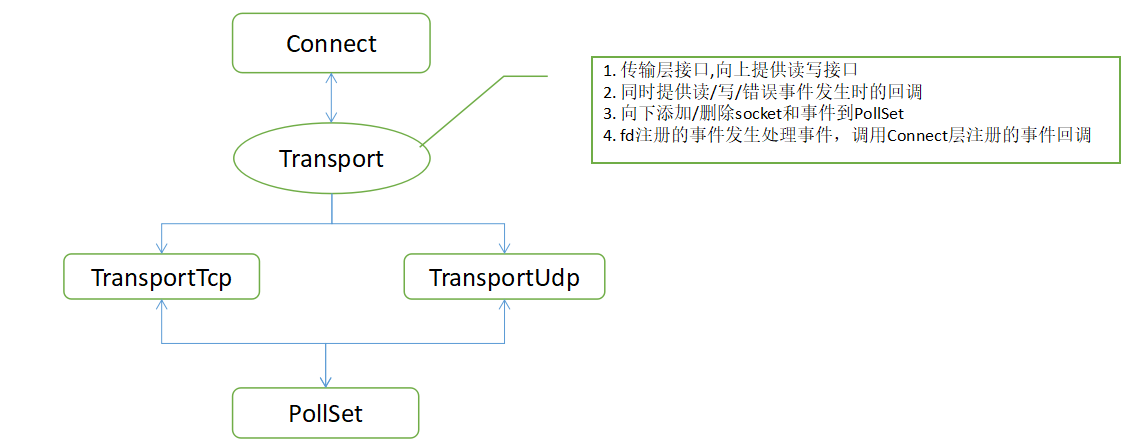 Connect
Transport
1. 传输层接口,向上提供读写接口
2. 同时提供读/写/错误事件发生时的回调
3. 向下添加/删除socket和事件到PollSet
4. fd注册的事件发生处理事件，调用Connect层注册的事件回调
TransportTcp
TransportUdp
PollSet